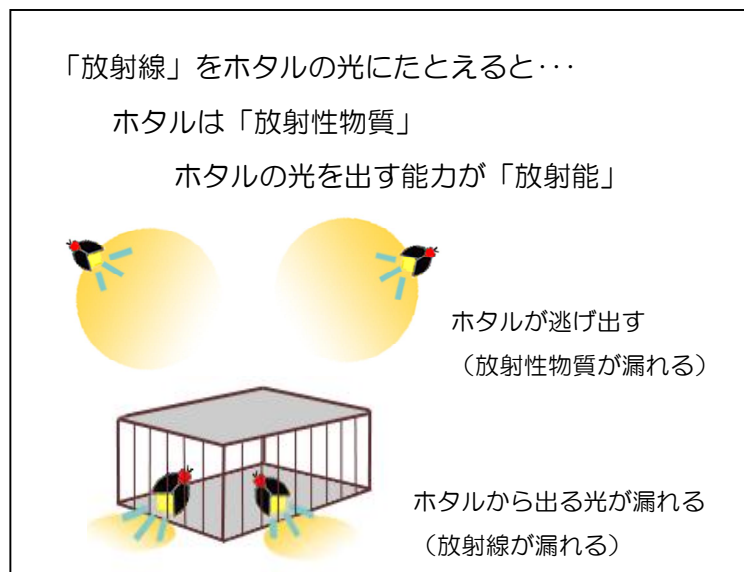 「放射線」をホタルの光にたとえると･･･
ホタルは「放射性物質」
ホタルの光を出す能力が「放射能」
ホタルが逃げ出す
（放射性物質が漏れる）
ホタルから出る光が漏れる
（放射線が漏れる）